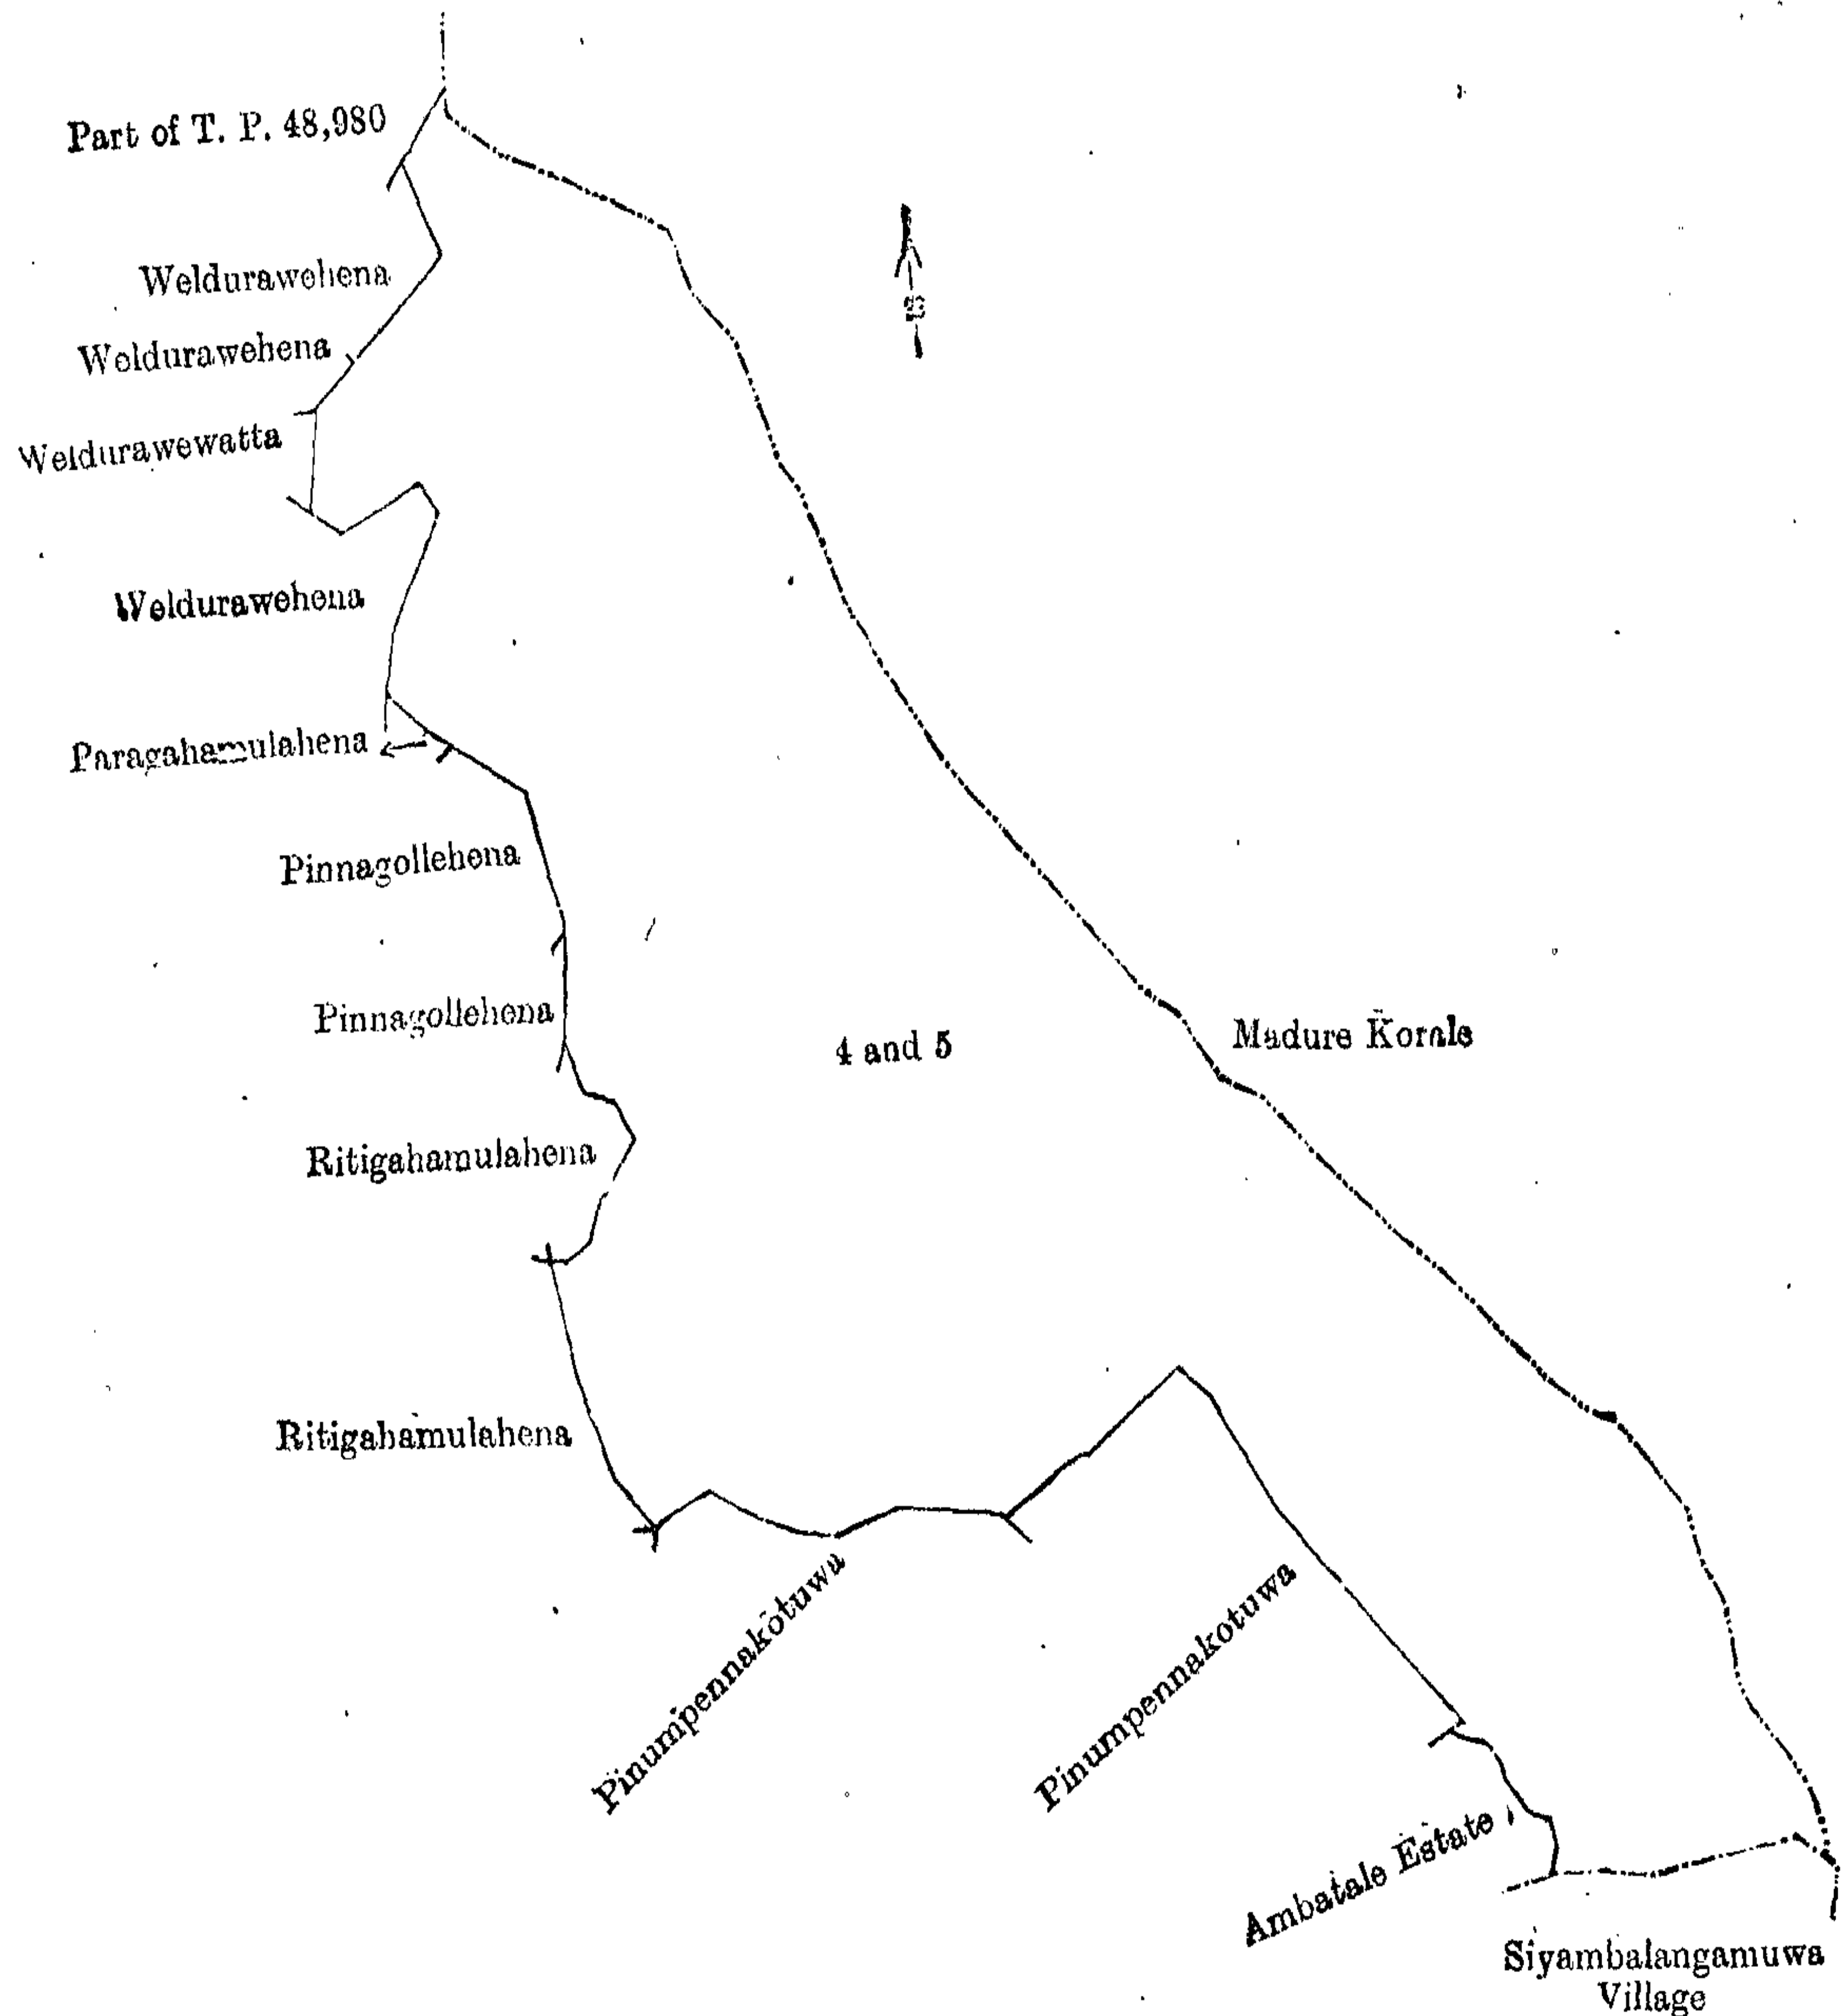 Part of T. P. 48,980
Weldurawehena
Weldurawehena
Weldurawewatta
Weldurawehena
Paragahamulahena
Pinnagollehena
Pinnagollehena
4 and 5
Madure Korale
Ritigahamulahena
Ritigahamulahena
Pinumpennakotuwa
Pinumpennakotuwa
Ambatale Estate
Siyambalangamuwa
Village